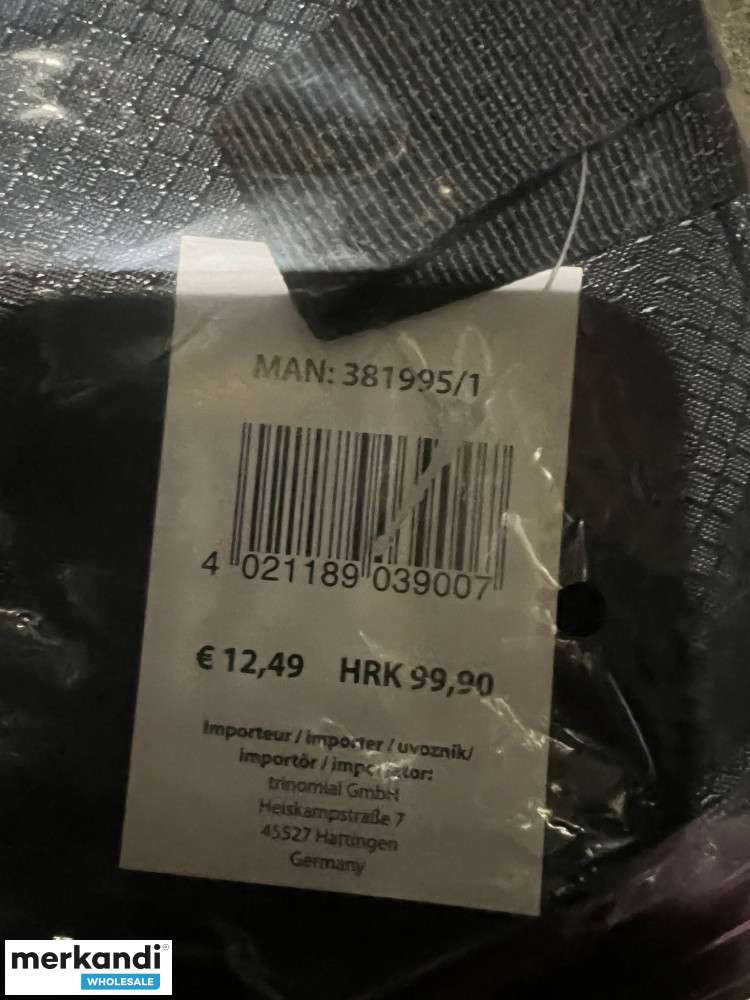 MAN: 381995/1
4 021189 039007
€ 12,49 HRK 99,90
Importeur / importer / uvoznik/
importőr / importator:
trinomial GmbH
Heiskampstraße 7
45527 Hattingen
Germany
merkandi®
WHOLESALE